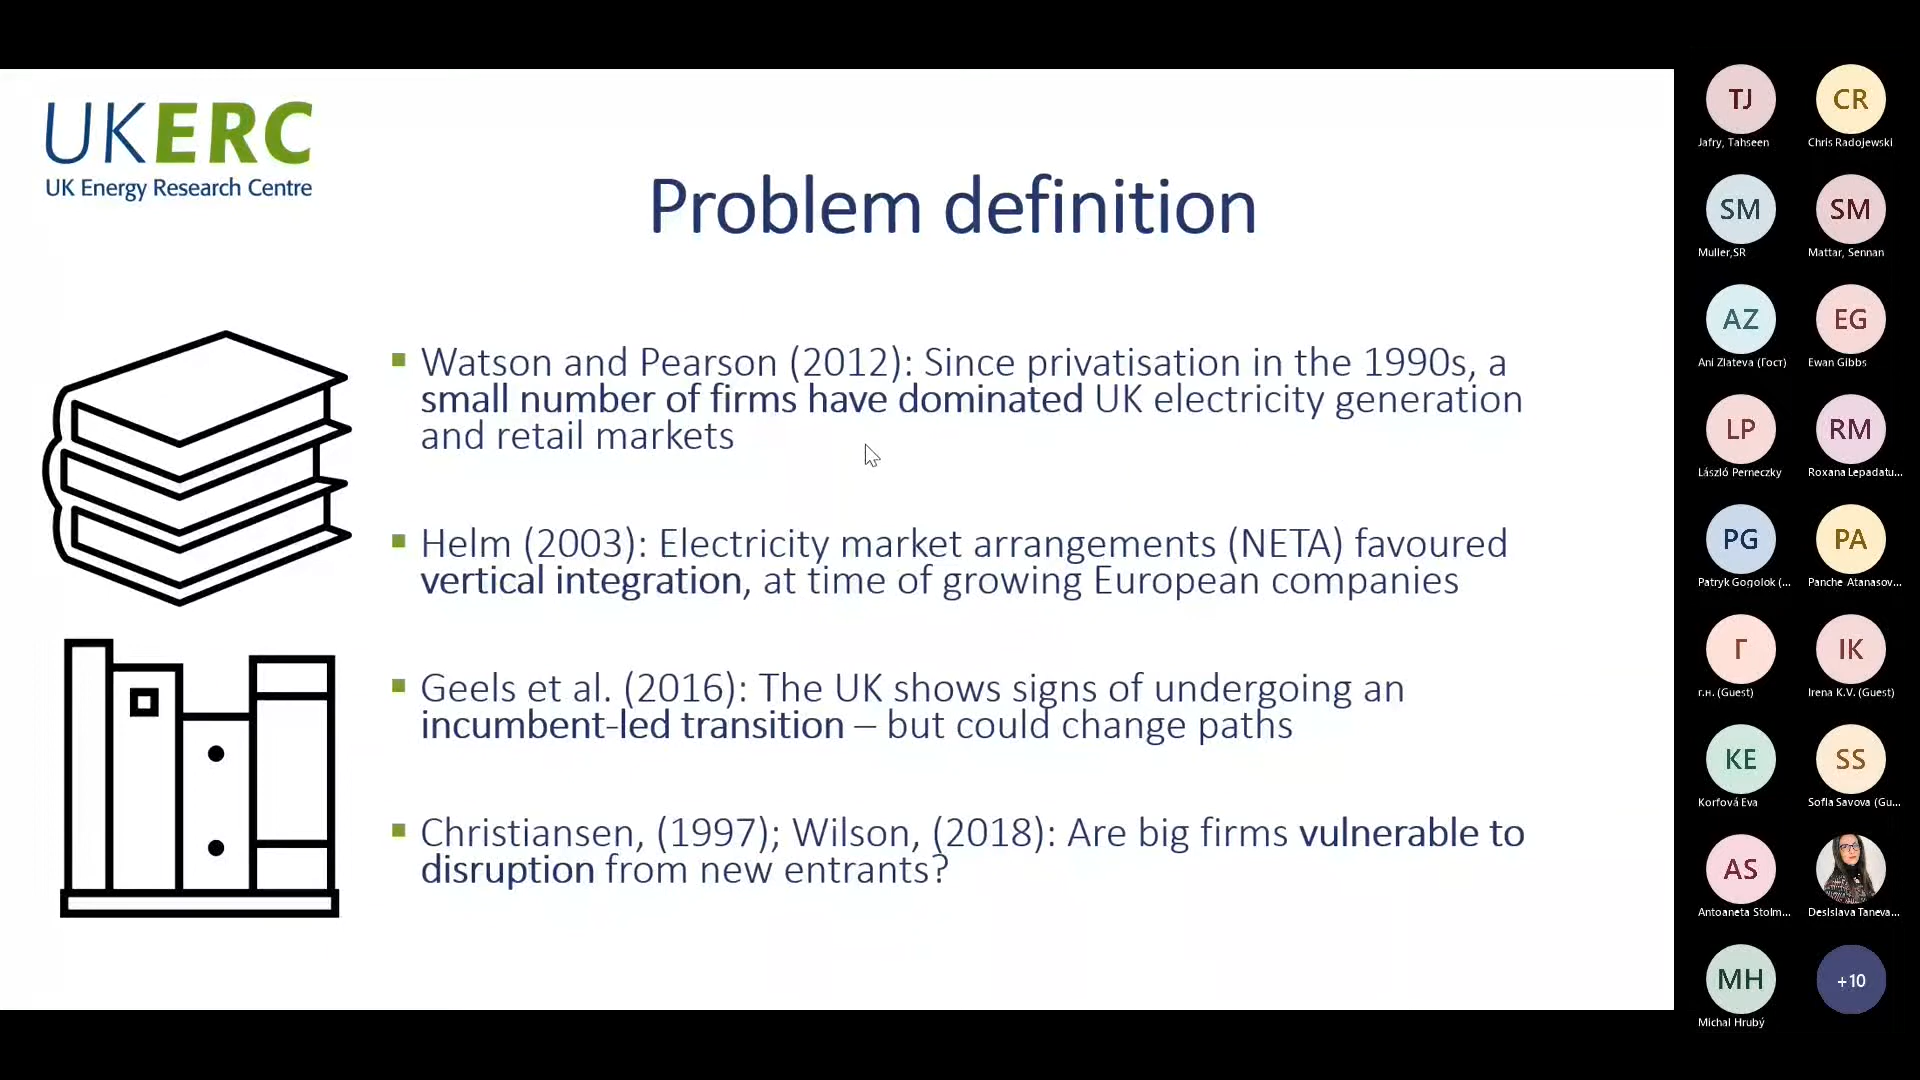 UKERC
UK Energy Research Centre
Problem definition
▪ Watson and Pearson (2012): Since privatisation in the 1990s, a
small number of firms have dominated UK electricity generation
and retail markets
▪ Helm (2003): Electricity market arrangements (NETA) favoured
vertical integration, at time of growing European companies
▪ Geels et al. (2016): The UK shows signs of undergoing an
incumbent-led transition – but could change paths
▪ Christiansen, (1997); Wilson, (2018): Are big firms vulnerable to
disruption from new entrants?
TJ CR
Jafry, Tahseen Chris Radojewski
SM SM
Muller,SR Mattar, Sennan
AZ EG
Ani Zlateva (Гост) Ewan Gibbs
LP RM
László Perneczky Roxana Lepadatu...
PG PA
Patryk Gogolok (... Panche Atanasov...
Г IK
г.н. (Guest) Irena K.V. (Guest)
KE SS
Korfová Eva Sofia Savova (Gu...
AS
Antoaneta Stoim... Desislava Taneva...
MH +10
Michal Hrubý